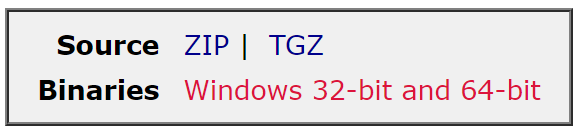 Source ZIP | TGZ
Binaries Windows 32-bit and 64-bit